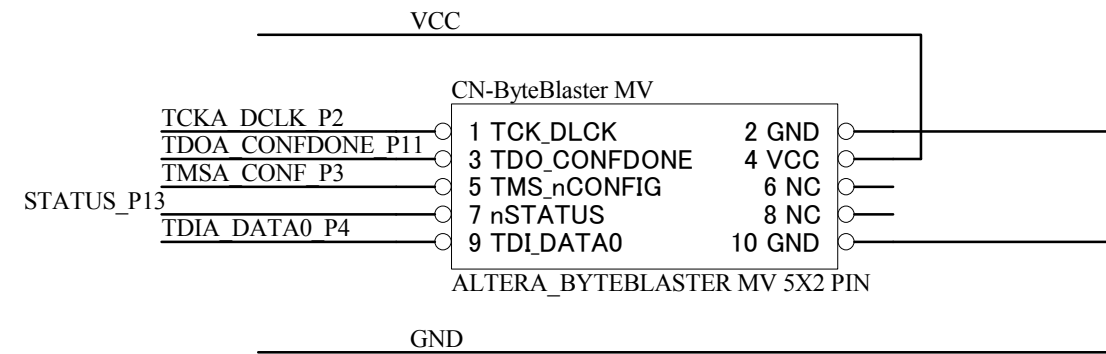 VCC
CN-ByteBlaster MV
TCKA_DCLK_P2
1 TCK_DLCK
2 GND
TDOA_CONFDONE_P11
3 TDO_CONFDONE
4 VCC
TMSA_CONF_P3
5 TMS_nCONFIG
6 NC
STATUS_P13
7 nSTATUS
8 NC
TDIA_DATA0_P4
9 TDI_DATA0
10 GND
ALTERA_BYTEBLASTER MV 5X2 PIN
GND